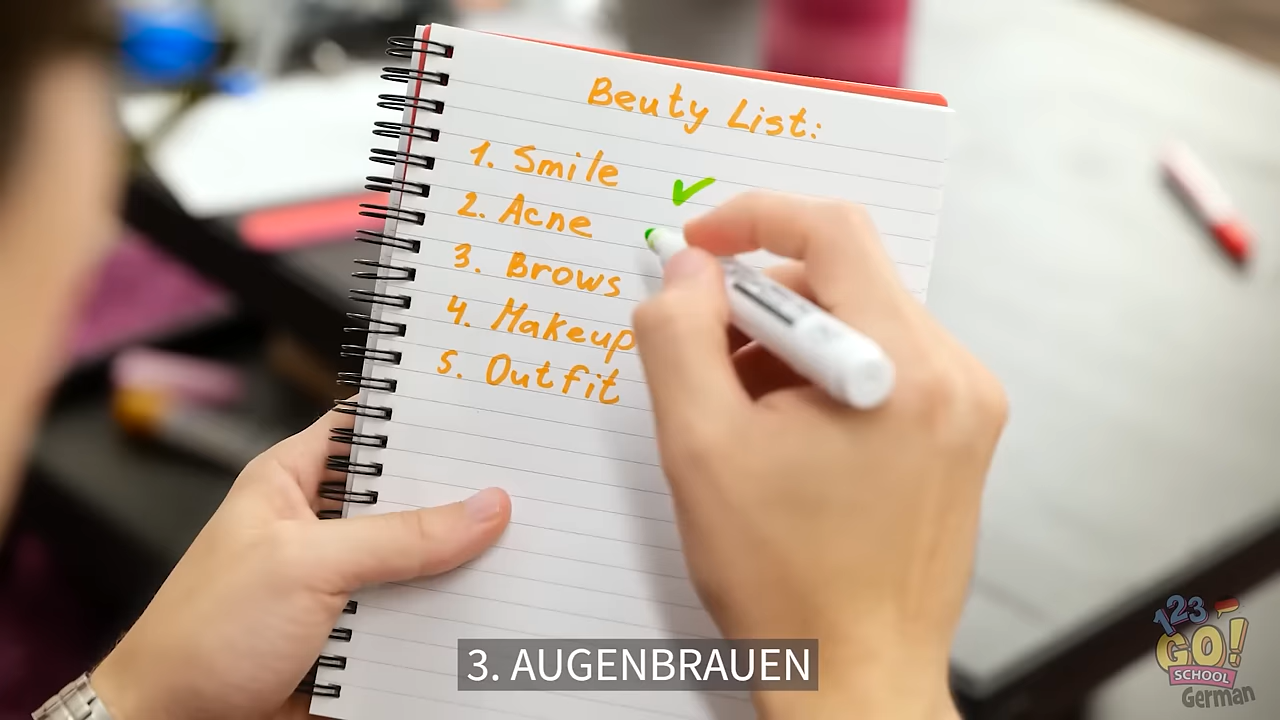 Beuty List:
1. Smile ✓
2. Acne
3. Brows
4. Makeup
5. Outfit
3. AUGENBRAUEN
123
GO!
SCHOOL
German